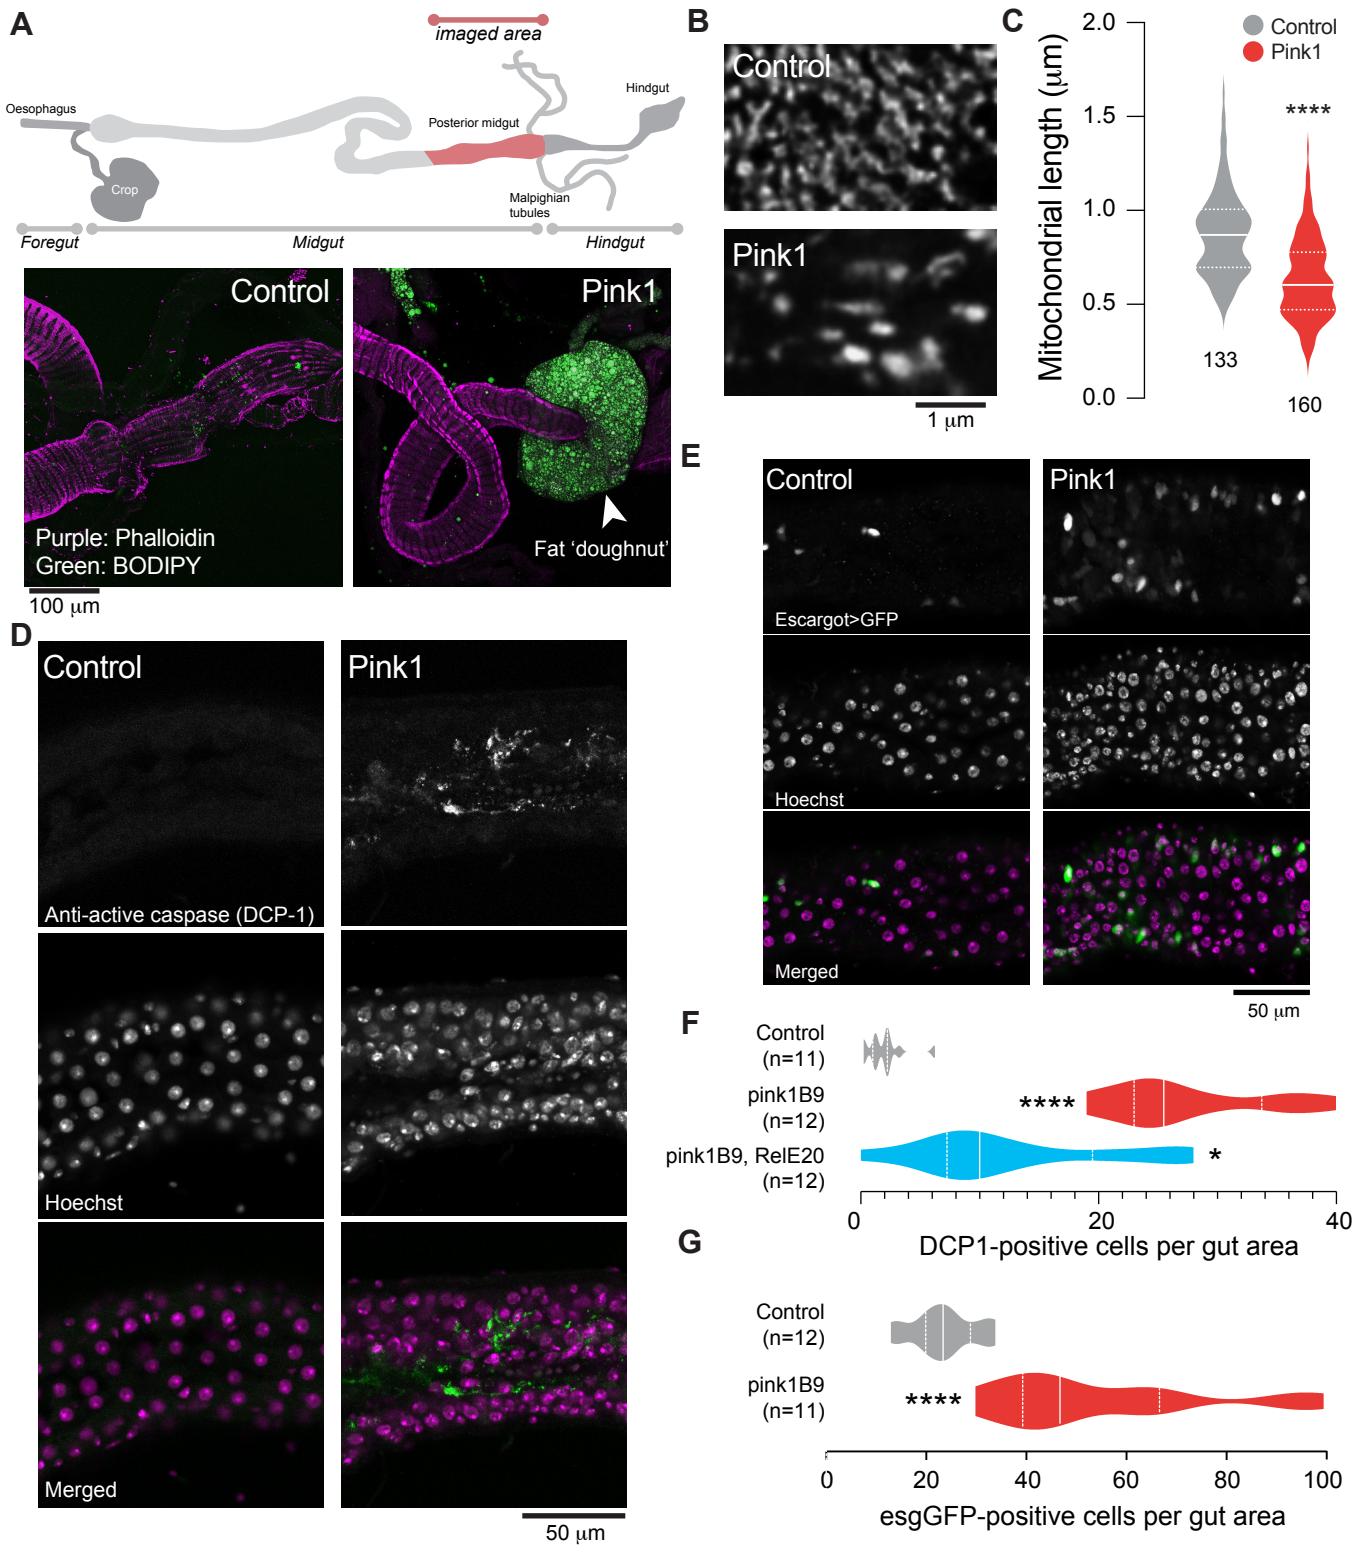 A
imaged area
Oesophagus
Crop
Posterior midgut
Hindgut
Malpighian
tubules
Foregut
Midgut
Hindgut
Control
Purple: Phalloidin
Green: BODIPY
100 μm
Pink1
Fat ‘doughnut’
B
Control
Pink1
1 μm
C
Control
Pink1
Mitochondrial length (μm)
2.0
1.5
1.0
0.5
0.0
****
133
160
D
Control
Pink1
Anti-active caspase (DCP-1)
Hoechst
Merged
50 μm
E
Control
Pink1
Escargot>GFP
Hoechst
Merged
50 μm
F
Control
(n=11)
pink1B9
(n=12)
****
pink1B9, RelE20
(n=12)
*
0 20 40
DCP1-positive cells per gut area
G
Control
(n=12)
pink1B9
(n=11)
****
0 20 40 60 80 100
esgGFP-positive cells per gut area